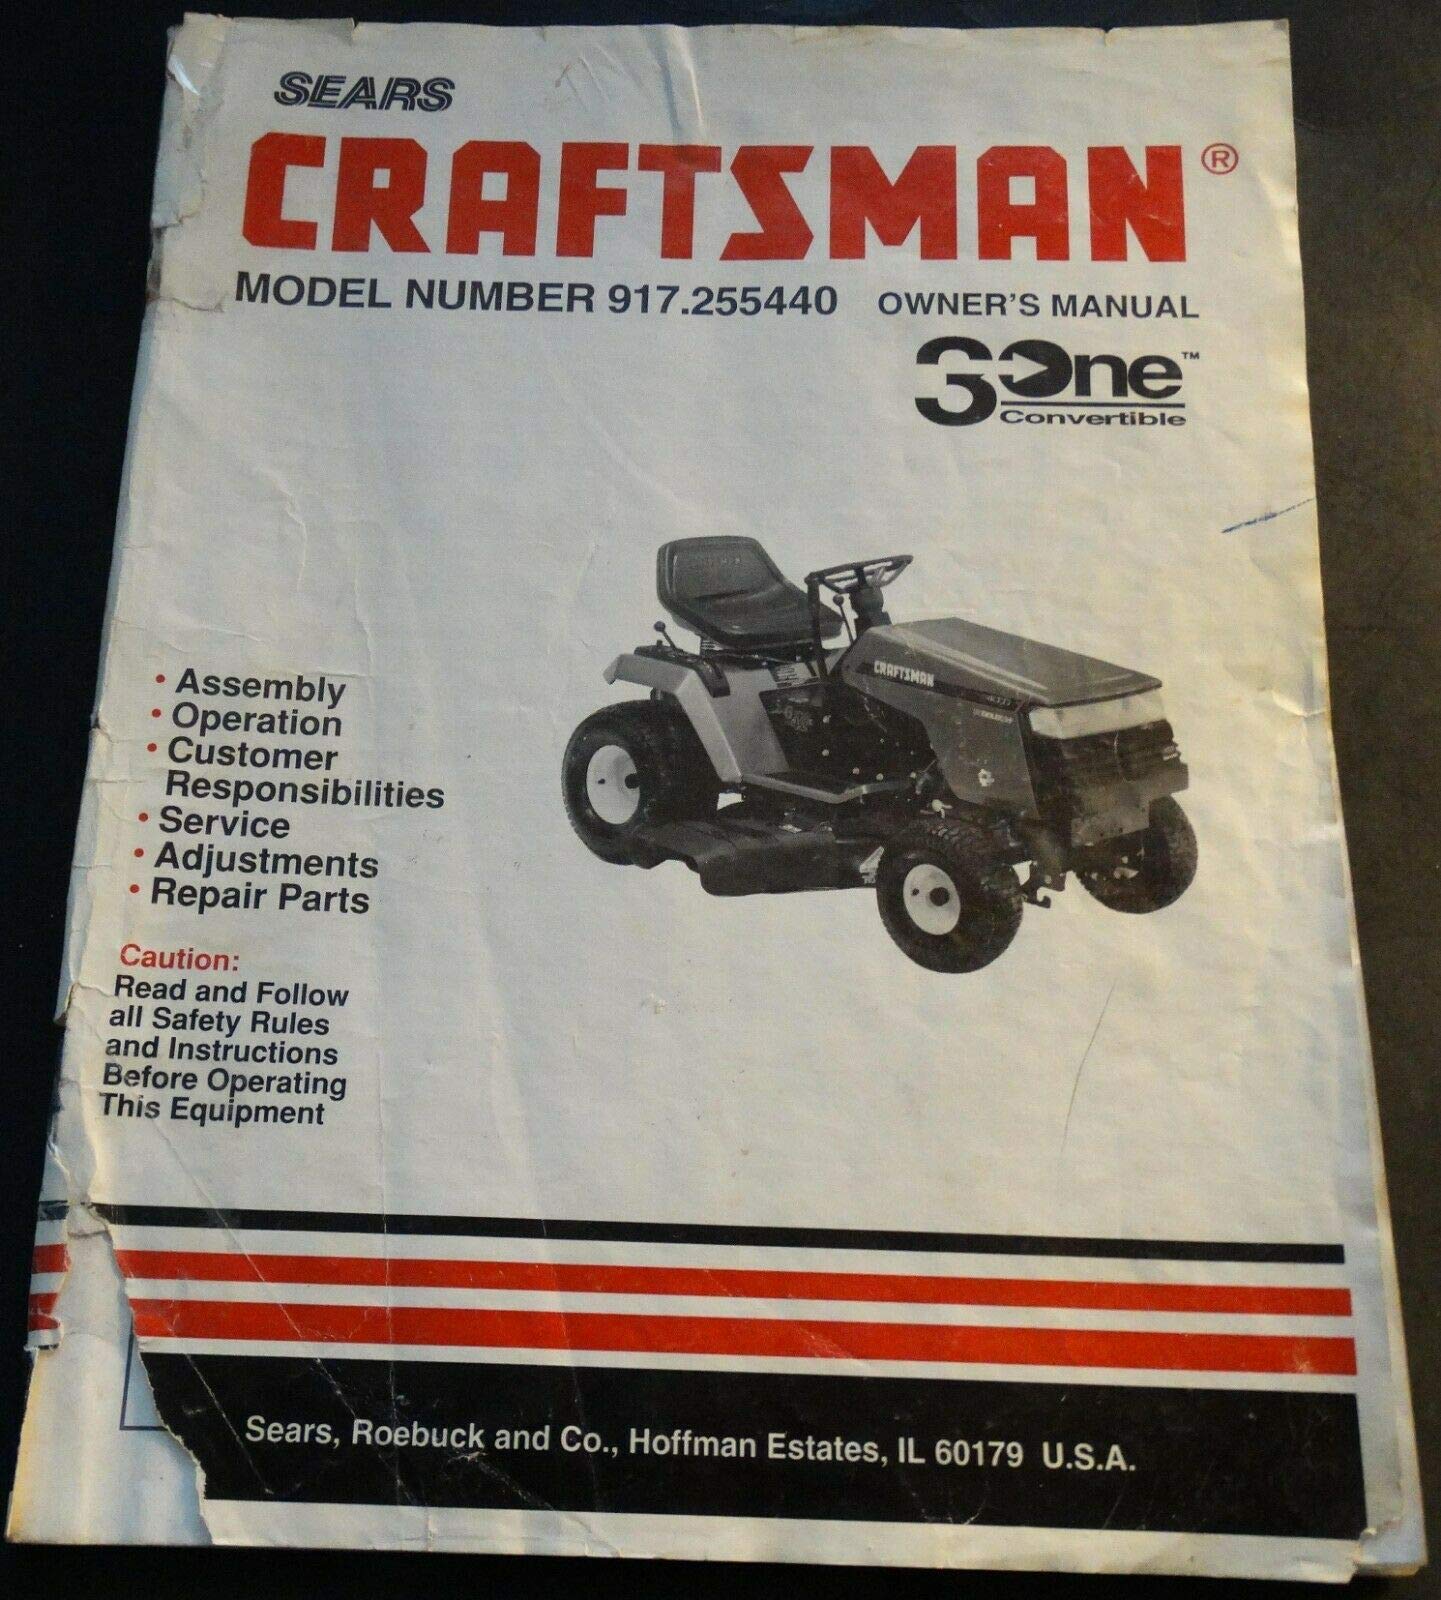 SEARS
CRAFTSMAN®
MODEL NUMBER 917.255440 OWNER'S MANUAL
3 One™
Convertible
CRAFTSMAN
• Assembly
• Operation
• Customer
Responsibilities
• Service
• Adjustments
• Repair Parts
Caution:
Read and Follow
all Safety Rules
and Instructions
Before Operating
This Equipment
Sears, Roebuck and Co., Hoffman Estates, IL 60179 U.S.A.